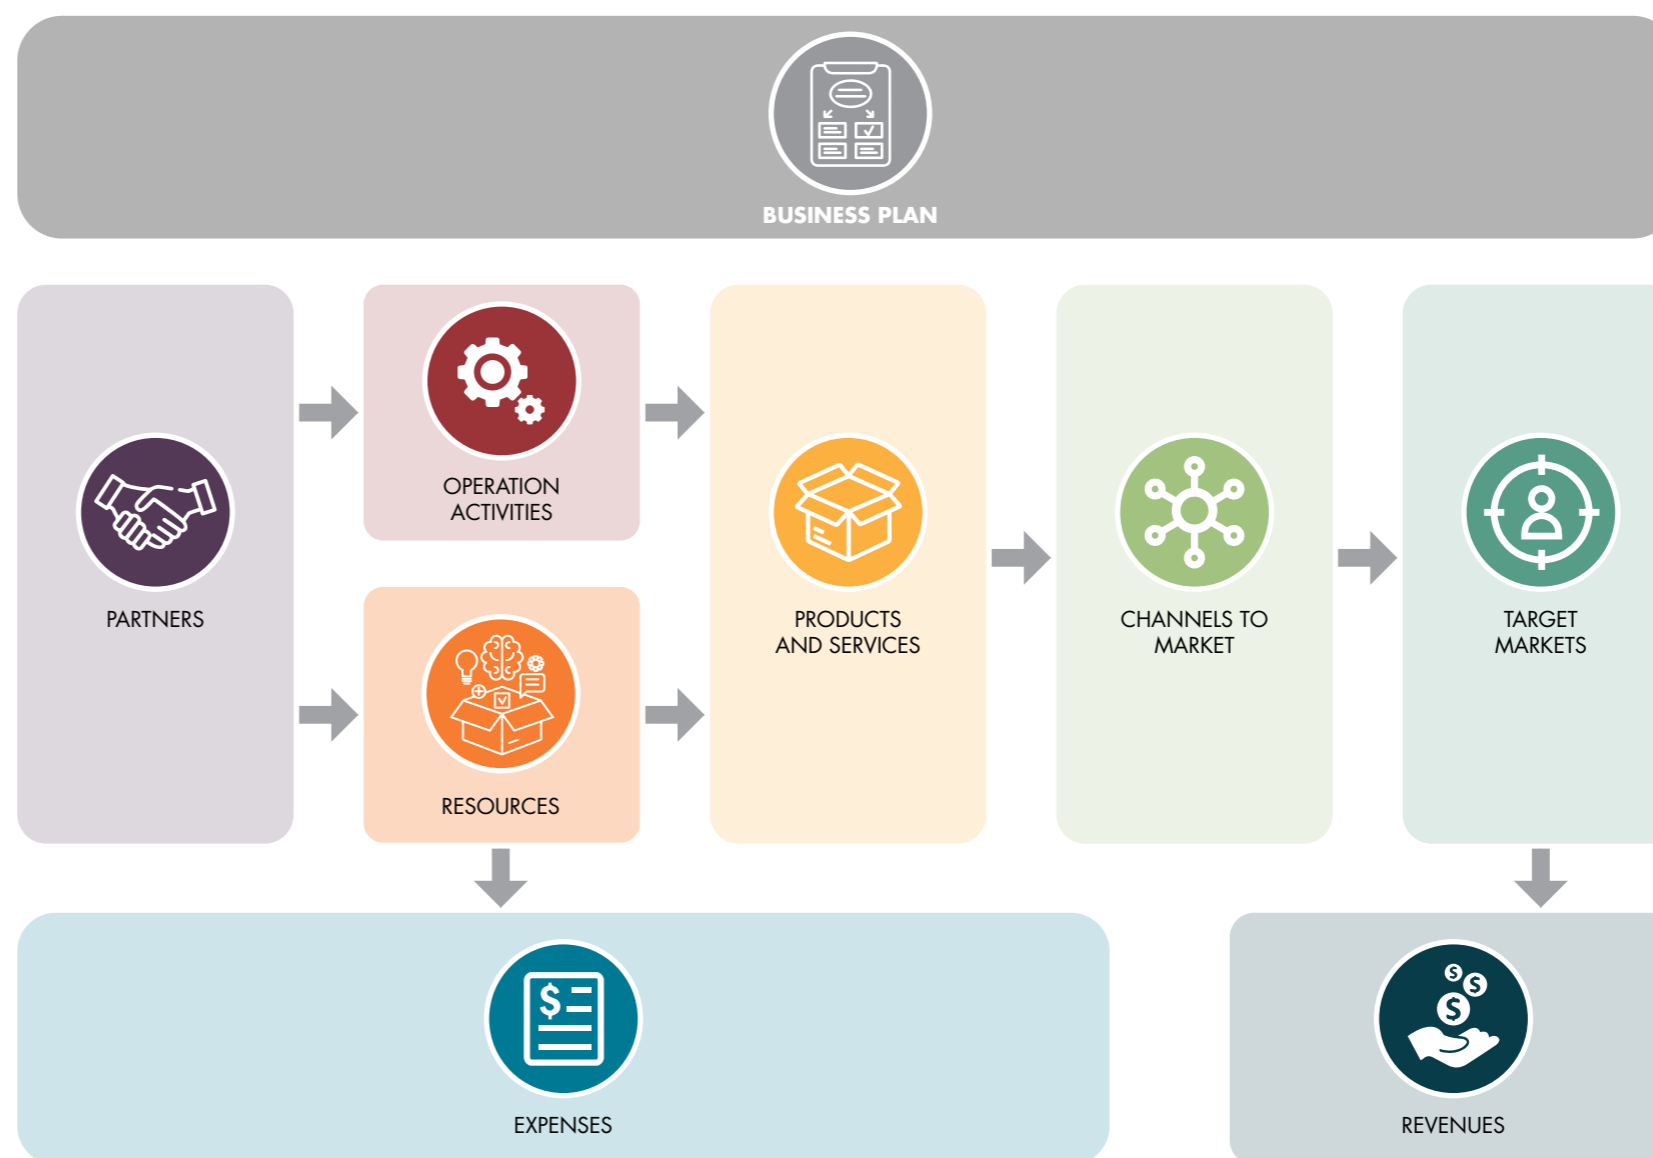 BUSINESS PLAN
PARTNERS
OPERATION
ACTIVITIES
RESOURCES
PRODUCTS
AND SERVICES
CHANNELS TO
MARKET
TARGET
MARKETS
$
EXPENSES
$
$
$
REVENUES